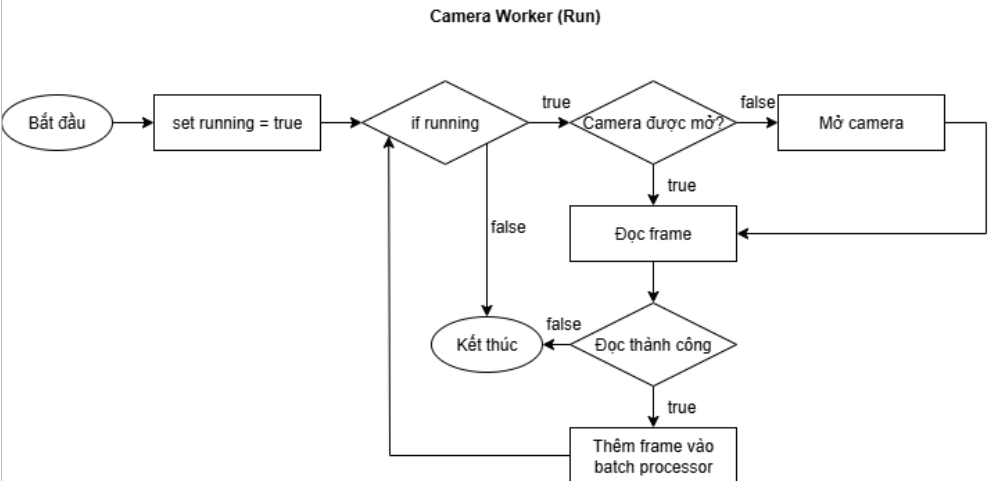 Camera Worker (Run)
Bắt đầu
set running = true
if running
true
Camera được mở?
false
Mở camera
true
Đọc frame
false
Kết thúc
false
Đọc thành công
true
Thêm frame vào
batch processor